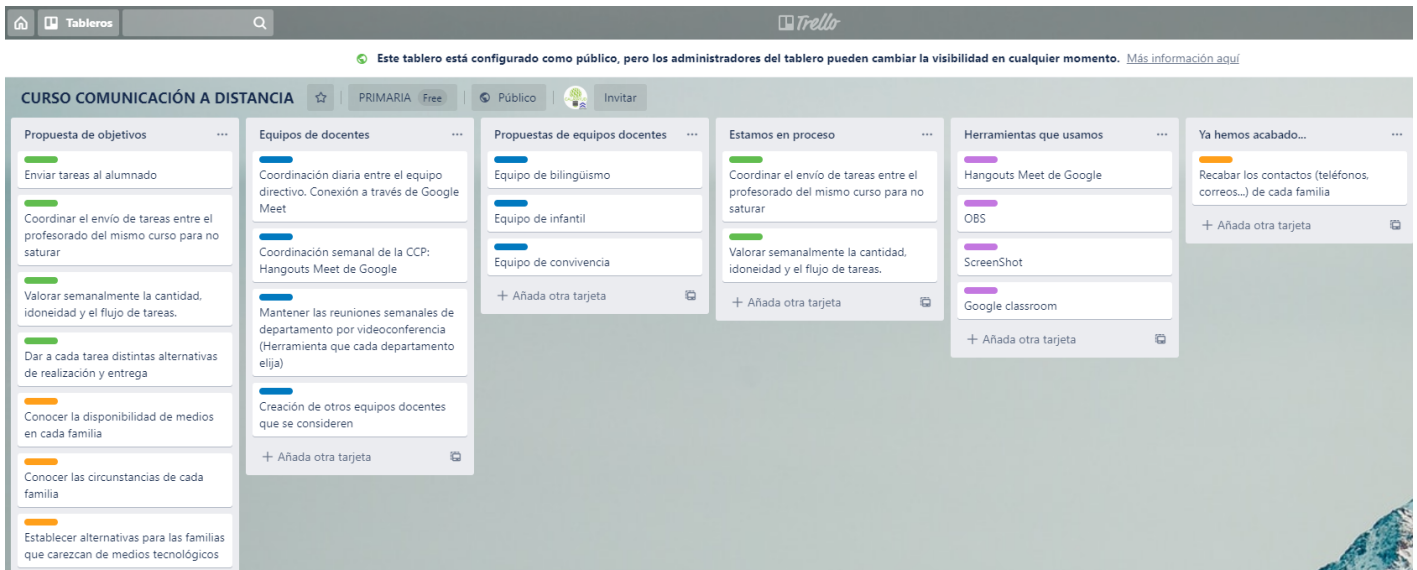 Tableros
Trello
Este tablero está configurado como público, pero los administradores del tablero pueden cambiar la visibilidad en cualquier momento. Más información aquí
CURSO COMUNICACIÓN A DISTANCIA
PRIMARIA Free
Público
Invitar
Propuesta de objetivos
Enviar tareas al alumnado
Coordinar el envío de tareas entre el
profesorado del mismo curso para no
saturar
Valorar semanalmente la cantidad,
idoneidad y el flujo de tareas.
Dar a cada tarea distintas alternativas
de realización y entrega
Conocer la disponibilidad de medios
en cada familia
Conocer las circunstancias de cada
familia
Establecer alternativas para las familias
que carezcan de medios tecnológicos
Equipos de docentes
Coordinación diaria entre el equipo
directivo. Conexión a través de Google
Meet
Coordinación semanal de la CCP:
Hangouts Meet de Google
Mantener las reuniones semanales de
departamento por videoconferencia
(Herramienta que cada departamento
elija)
Creación de otros equipos docentes
que se consideren
+ Añada otra tarjeta
Propuestas de equipos docentes
Equipo de bilingüismo
Equipo de infantil
Equipo de convivencia
+ Añada otra tarjeta
Estamos en proceso
Coordinar el envío de tareas entre el
profesorado del mismo curso para no
saturar
Valorar semanalmente la cantidad,
idoneidad y el flujo de tareas.
+ Añada otra tarjeta
Herramientas que usamos
Hangouts Meet de Google
OBS
ScreenShot
Google classroom
+ Añada otra tarjeta
Ya hemos acabado...
Recabar los contactos (teléfonos,
correos...) de cada familia
+ Añada otra tarjeta